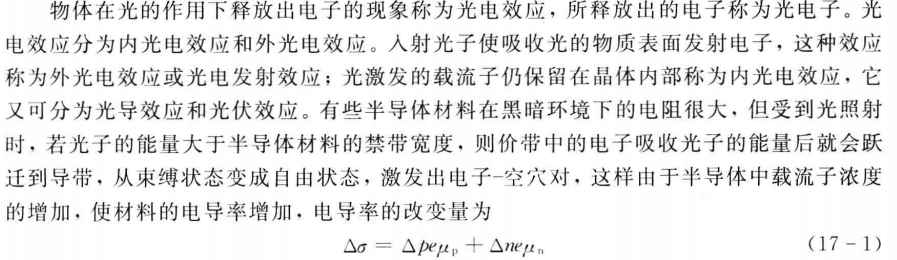 物体在光的作用下释放出电子的现象称为光电效应，所释放出的电子称为光电子。光
电效应分为内光电效应和外光电效应。入射光子使吸收光的物质表面发射电子，这种效应
称为外光电效应或光电发射效应；光激发的载流子仍保留在晶体内部称为内光电效应，它
又可分为光导效应和光伏效应。有些半导体材料在黑暗环境下的电阻很大，但受到光照射
时，若光子的能量大于半导体材料的禁带宽度，则价带中的电子吸收光子的能量后就会跃
迁到导带，从束缚状态变成自由状态，激发出电子-空穴对，这样由于半导体中载流子浓度
的增加，使材料的电导率增加，电导率的改变量为
Δσ = Δpeμₚ + Δneμₙ (17-1)